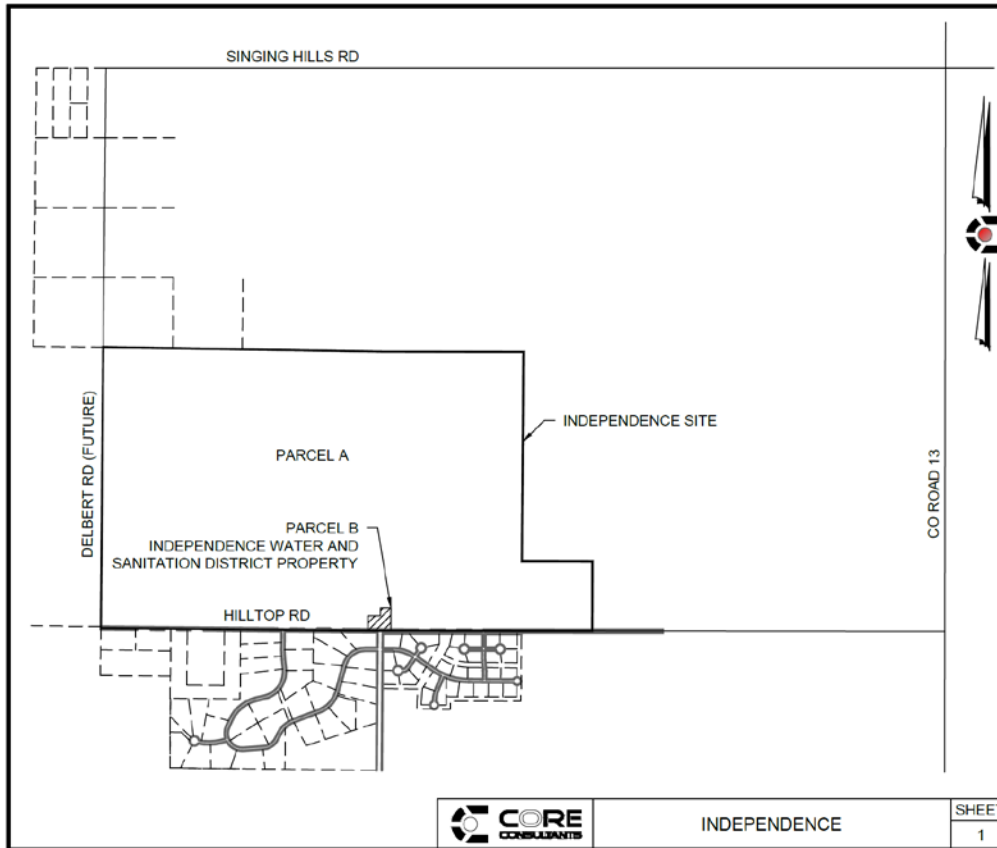 SINGING HILLS RD
INDEPENDENCE SITE
DELBERT RD (FUTURE)
PARCEL A
CO ROAD 13
PARCEL B
INDEPENDENCE WATER AND
SANITATION DISTRICT PROPERTY
HILLTOP RD
CORE
CONSULTANTS
INDEPENDENCE
SHEET
1